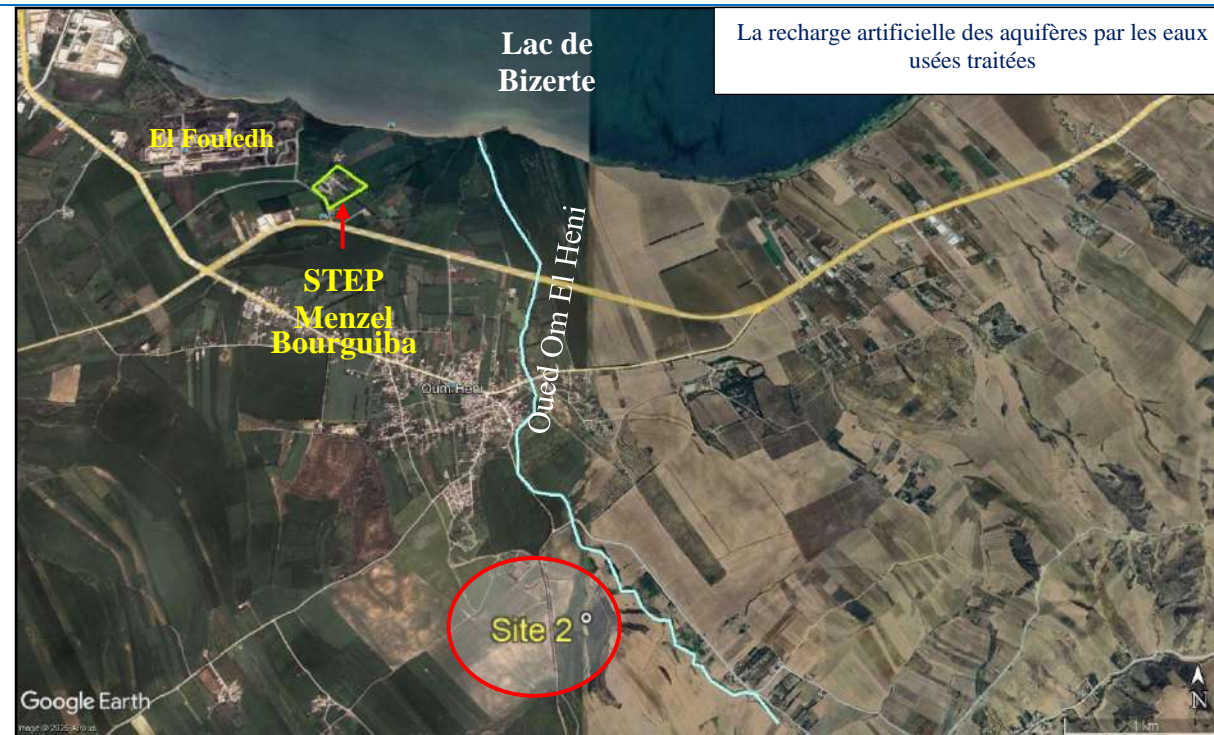 La recharge artificielle des aquifères par les eaux
usées traitées
Lac de
Bizerte
El Fouledh
STEP
Menzel
Bourguiba
Oued Om El Heni
Oum Heni
Site 2
Google Earth
N
1 km